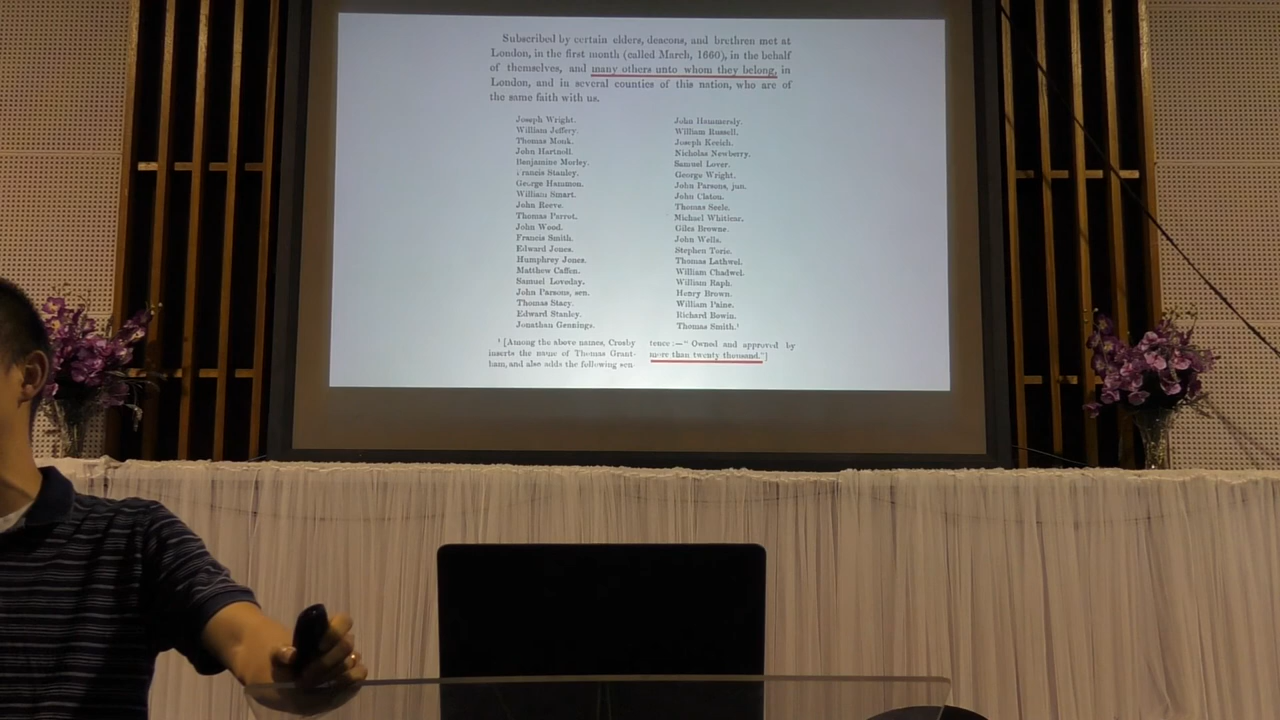 Subscribed by certain elders, deacons, and brethren met at
London, in the first month (called March, 1660), in the behalf
of themselves, and many others unto whom they belong, in
London, and in several counties of this nation, who are of
the same faith with us.
Joseph Wright.
William Jeffery.
Thomas Monk.
John Hartnoll.
Benjamine Morley.
Francis Stanley.
George Hammon.
William Smart.
John Reeve.
Thomas Parrot.
John Wood.
Francis Smith.
Edward Jones.
Humphrey Jones.
Matthew Caffen.
Samuel Loveday.
John Parsons, sen.
Thomas Stacy.
Edward Stanley.
Jonathan Gennings.
John Hammersly.
William Russell.
Joseph Keeich.
Nicholas Newberry.
Samuel Lover.
George Wright.
John Parsons, jun.
John Claton.
Thomas Seele.
Michael Whiticar.
Giles Browne.
John Wells.
Stephen Torie.
Thomas Lathwel.
William Chadwel.
William Raph.
Henry Brown.
William Paine.
Richard Bowin.
Thomas Smith.¹
¹ [Among the above names, Crosby
inserts the name of Thomas Grant-
ham, and also adds the following sen-
tence :—“ Owned and approved by
more than twenty thousand.”]